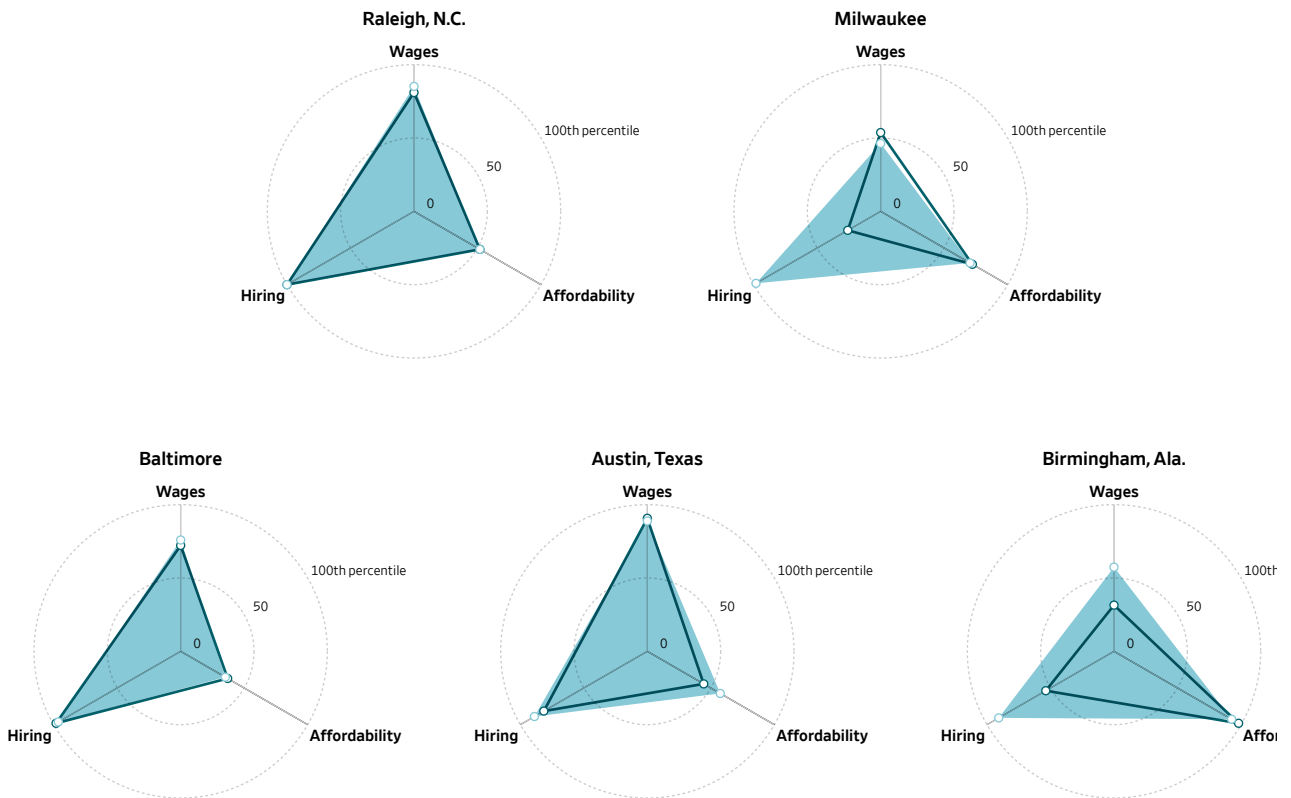 Raleigh, N.C.
Wages
100th percentile
50
0
Hiring
Affordability
Milwaukee
Wages
100th percentile
50
0
Hiring
Affordability
Baltimore
Wages
100th percentile
50
0
Hiring
Affordability
Austin, Texas
Wages
100th percentile
50
0
Hiring
Affordability
Birmingham, Ala.
Wages
100th
50
0
Hiring
Affor